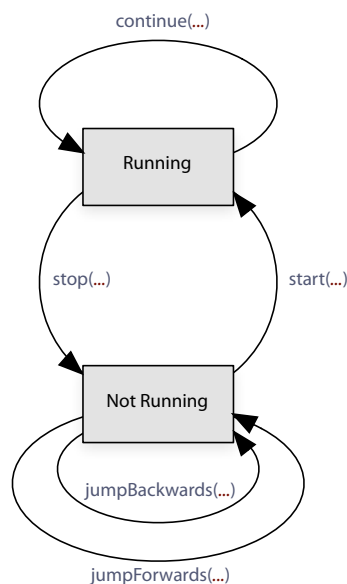 continue(...)
Running
stop(...)
start(...)
Not Running
jumpBackwards(...)
jumpForwards(...)